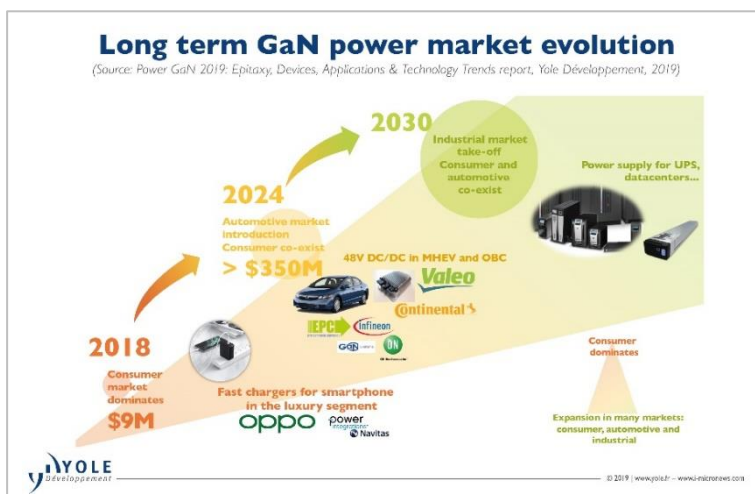 Long term GaN power market evolution
(Source: Power GaN 2019: Epitaxy, Devices, Applications & Technology Trends report, Yole Développement, 2019)
2030
Industrial market
take-off
Consumer and
automotive
co-exist
Power supply for UPS,
datacenters...
2024
Automotive market
introduction
Consumer co-exist
> $350M
48V DC/DC in MHEV and OBC
Valeo
Continental
EPC
infineon
GaN
ON
2018
Consumer
market
dominates
$9M
Fast chargers for smartphone
in the luxury segment
oppo
power
integrations
Navitas
Consumer
dominates
Expansion in many markets:
consumer, automotive and
industrial
YOLE
Développement
© 2019 | www.yole.fr – www.i-micronews.com